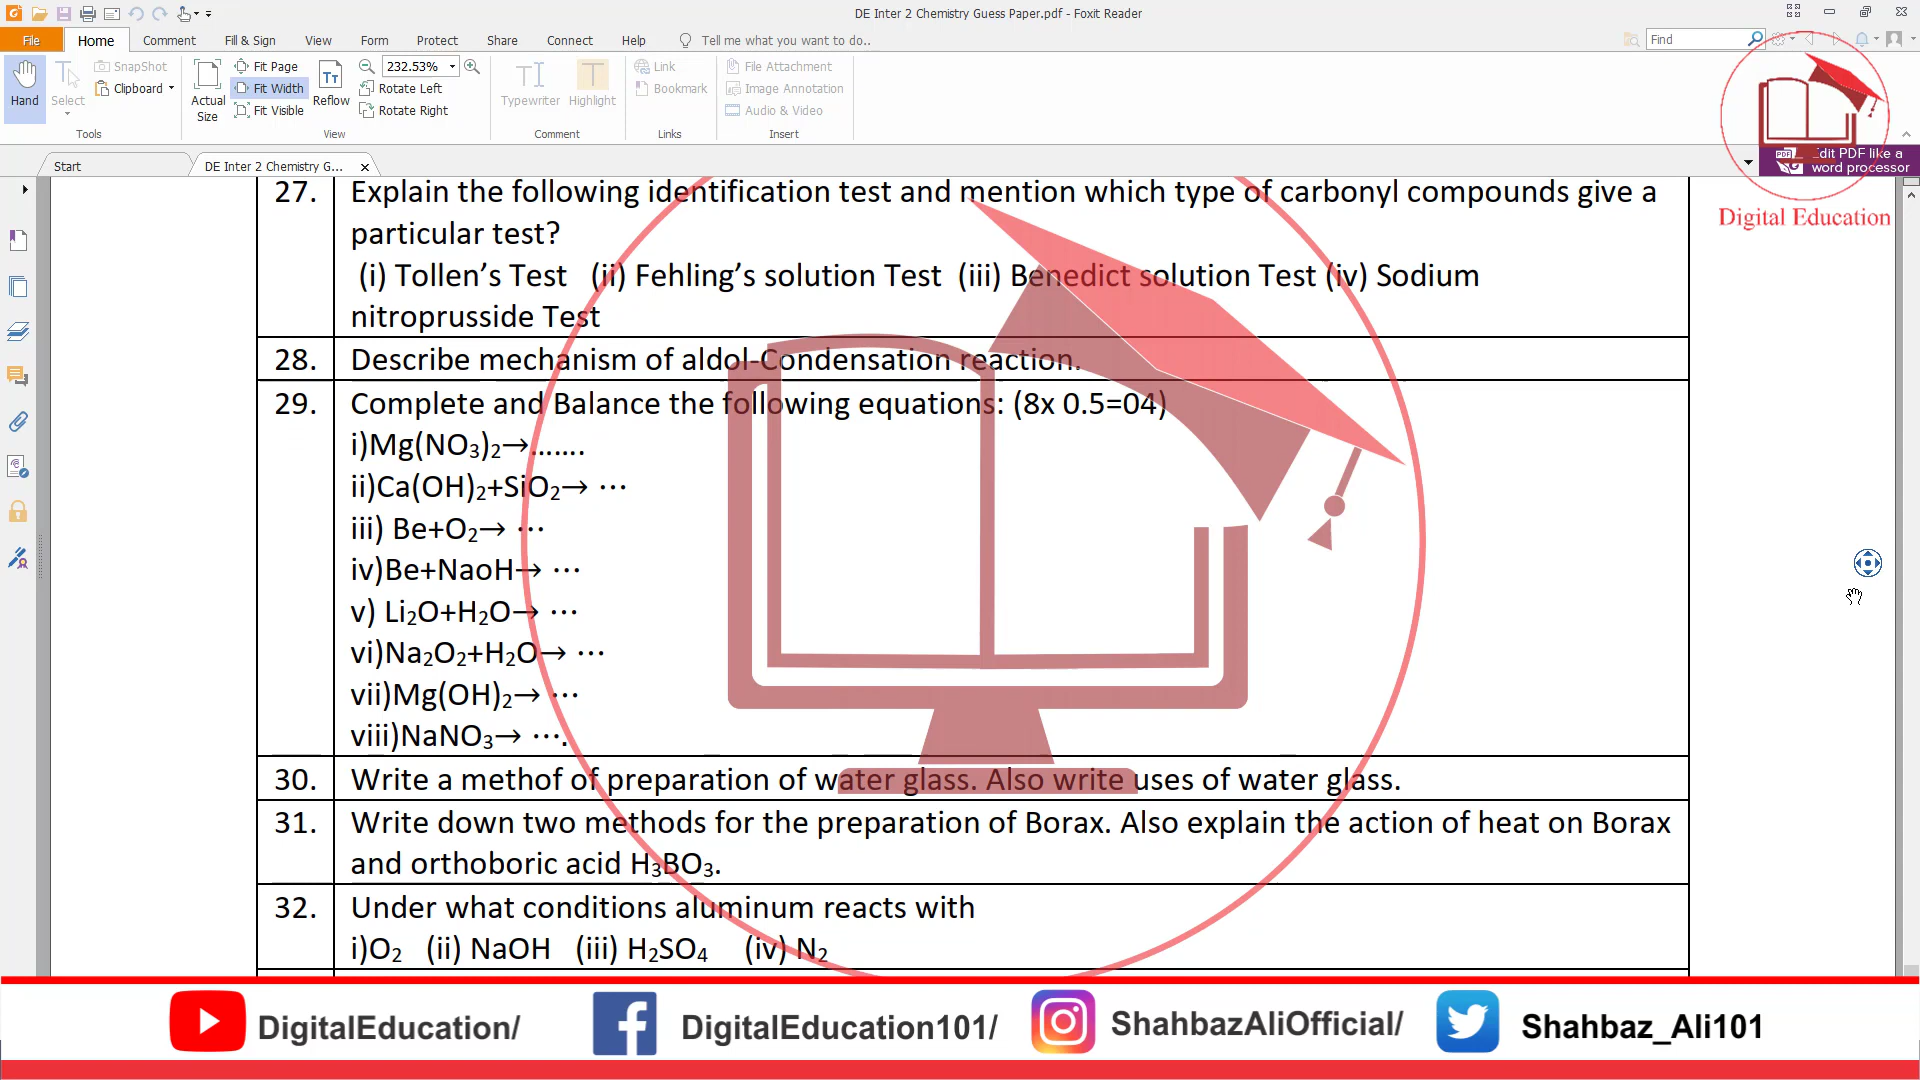 DE Inter 2 Chemistry Guess Paper.pdf - Foxit Reader
File Home Comment Fill & Sign View Form Protect Share Connect Help Tell me what you want to do.. Find
Hand Select SnapShot Clipboard Actual Size Fit Page Fit Width Fit Visible Reflow 232.53% Rotate Left Rotate Right Typewriter Highlight Link Bookmark File Attachment Image Annotation Audio & Video
Tools View Comment Links Insert
Start DE Inter 2 Chemistry G...
dit PDF like a
word processor
Digital Education
27. Explain the following identification test and mention which type of carbonyl compounds give a
particular test?
(i) Tollen’s Test (ii) Fehling’s solution Test (iii) Benedict solution Test (iv) Sodium
nitroprusside Test
28. Describe mechanism of aldol-Condensation reaction.
29. Complete and Balance the following equations: (8x 0.5=04)
i)Mg(NO₃)₂→.......
ii)Ca(OH)₂+SiO₂→ ⋯
iii) Be+O₂→ ⋯
iv)Be+NaoH→ ⋯
v) Li₂O+H₂O→ ⋯
vi)Na₂O₂+H₂O→ ⋯
vii)Mg(OH)₂→ ⋯
viii)NaNO₃→ ⋯.
30. Write a methof of preparation of water glass. Also write uses of water glass.
31. Write down two methods for the preparation of Borax. Also explain the action of heat on Borax
and orthoboric acid H₃BO₃.
32. Under what conditions aluminum reacts with
i)O₂ (ii) NaOH (iii) H₂SO₄ (iv) N₂
DigitalEducation/ DigitalEducation101/ ShahbazAliOfficial/ Shahbaz_Ali101